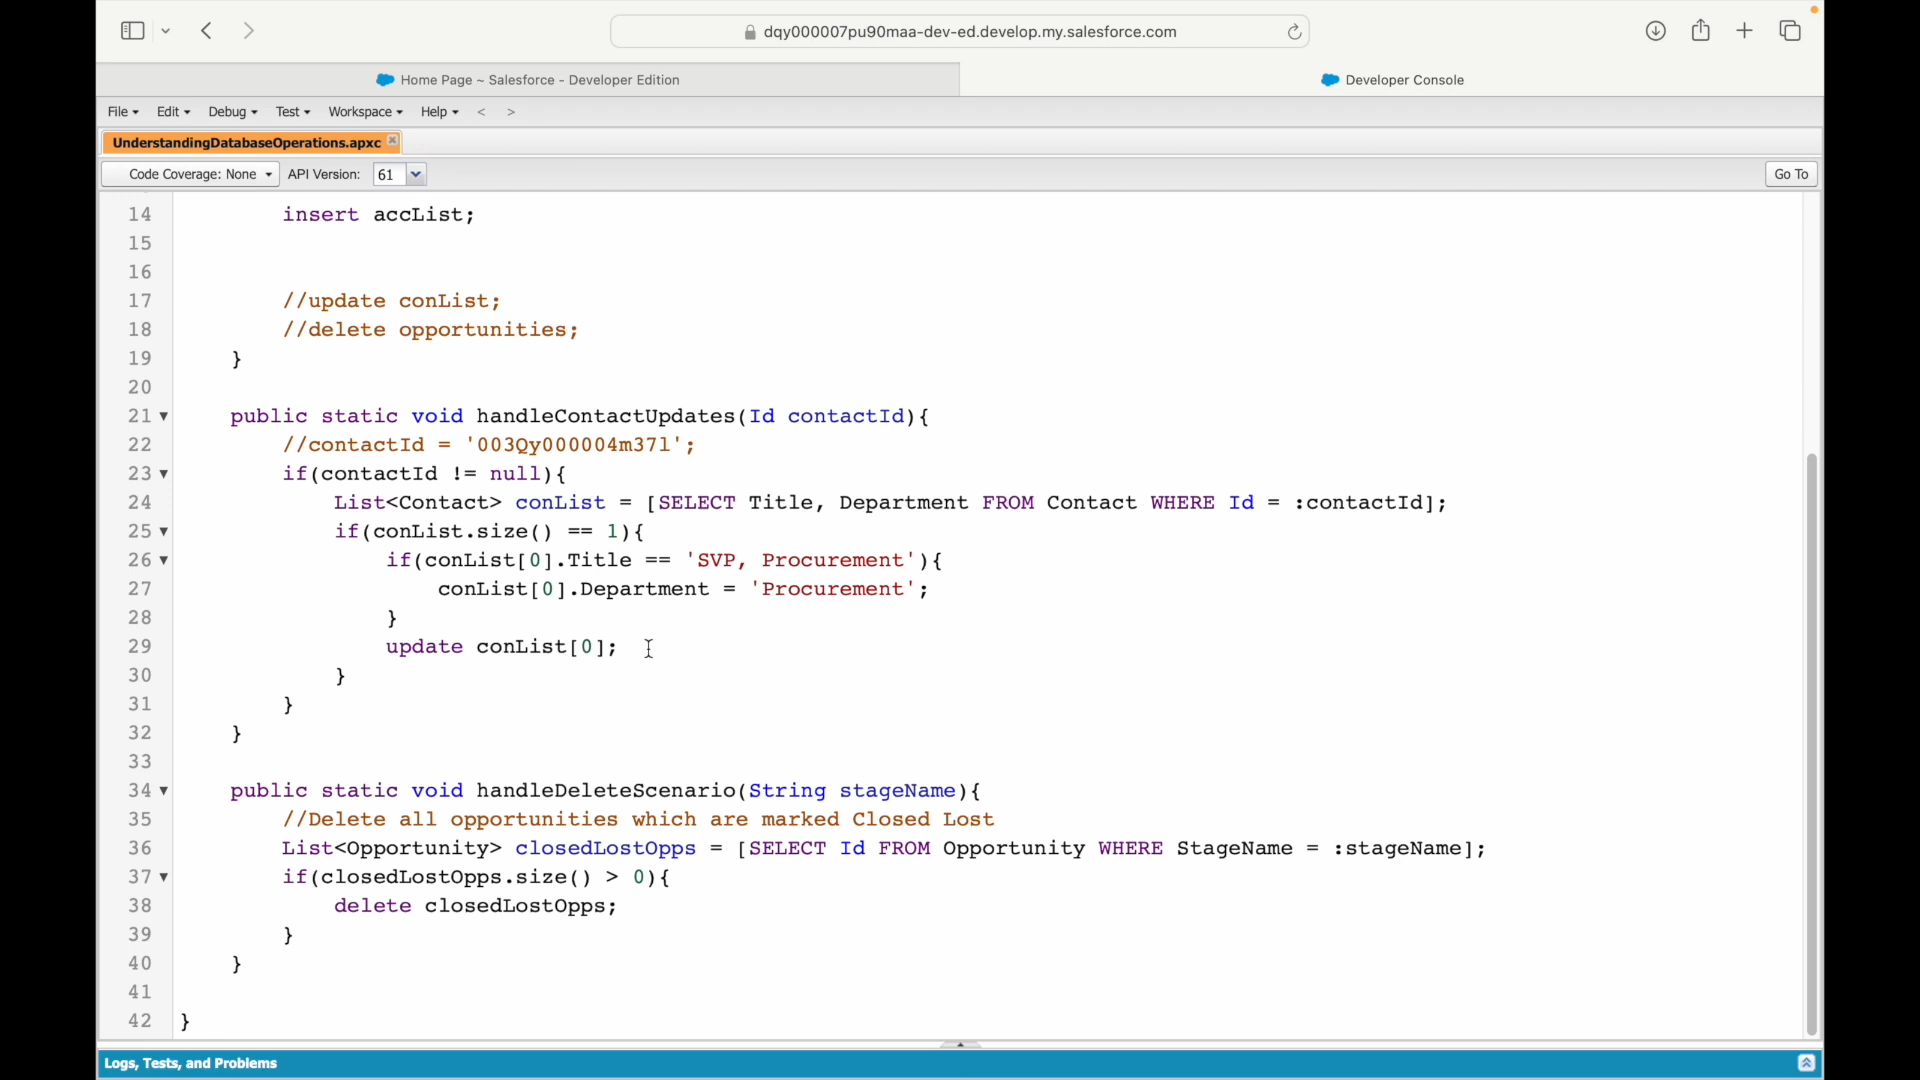 dqy000007pu90maa-dev-ed.develop.my.salesforce.com
Home Page ~ Salesforce - Developer Edition
Developer Console
File Edit Debug Test Workspace Help < >
UnderstandingDatabaseOperations.apxc
Code Coverage: None API Version: 61 Go To
14 insert accList;
15
16
17 //update conList;
18 //delete opportunities;
19 }
20
21 public static void handleContactUpdates(Id contactId){
22 //contactId = '003Qy000004m37l';
23 if(contactId != null){
24 List<Contact> conList = [SELECT Title, Department FROM Contact WHERE Id = :contactId];
25 if(conList.size() == 1){
26 if(conList[0].Title == 'SVP, Procurement'){
27 conList[0].Department = 'Procurement';
28 }
29 update conList[0];
30 }
31 }
32 }
33
34 public static void handleDeleteScenario(String stageName){
35 //Delete all opportunities which are marked Closed Lost
36 List<Opportunity> closedLostOpps = [SELECT Id FROM Opportunity WHERE StageName = :stageName];
37 if(closedLostOpps.size() > 0){
38 delete closedLostOpps;
39 }
40 }
41
42 }
Logs, Tests, and Problems